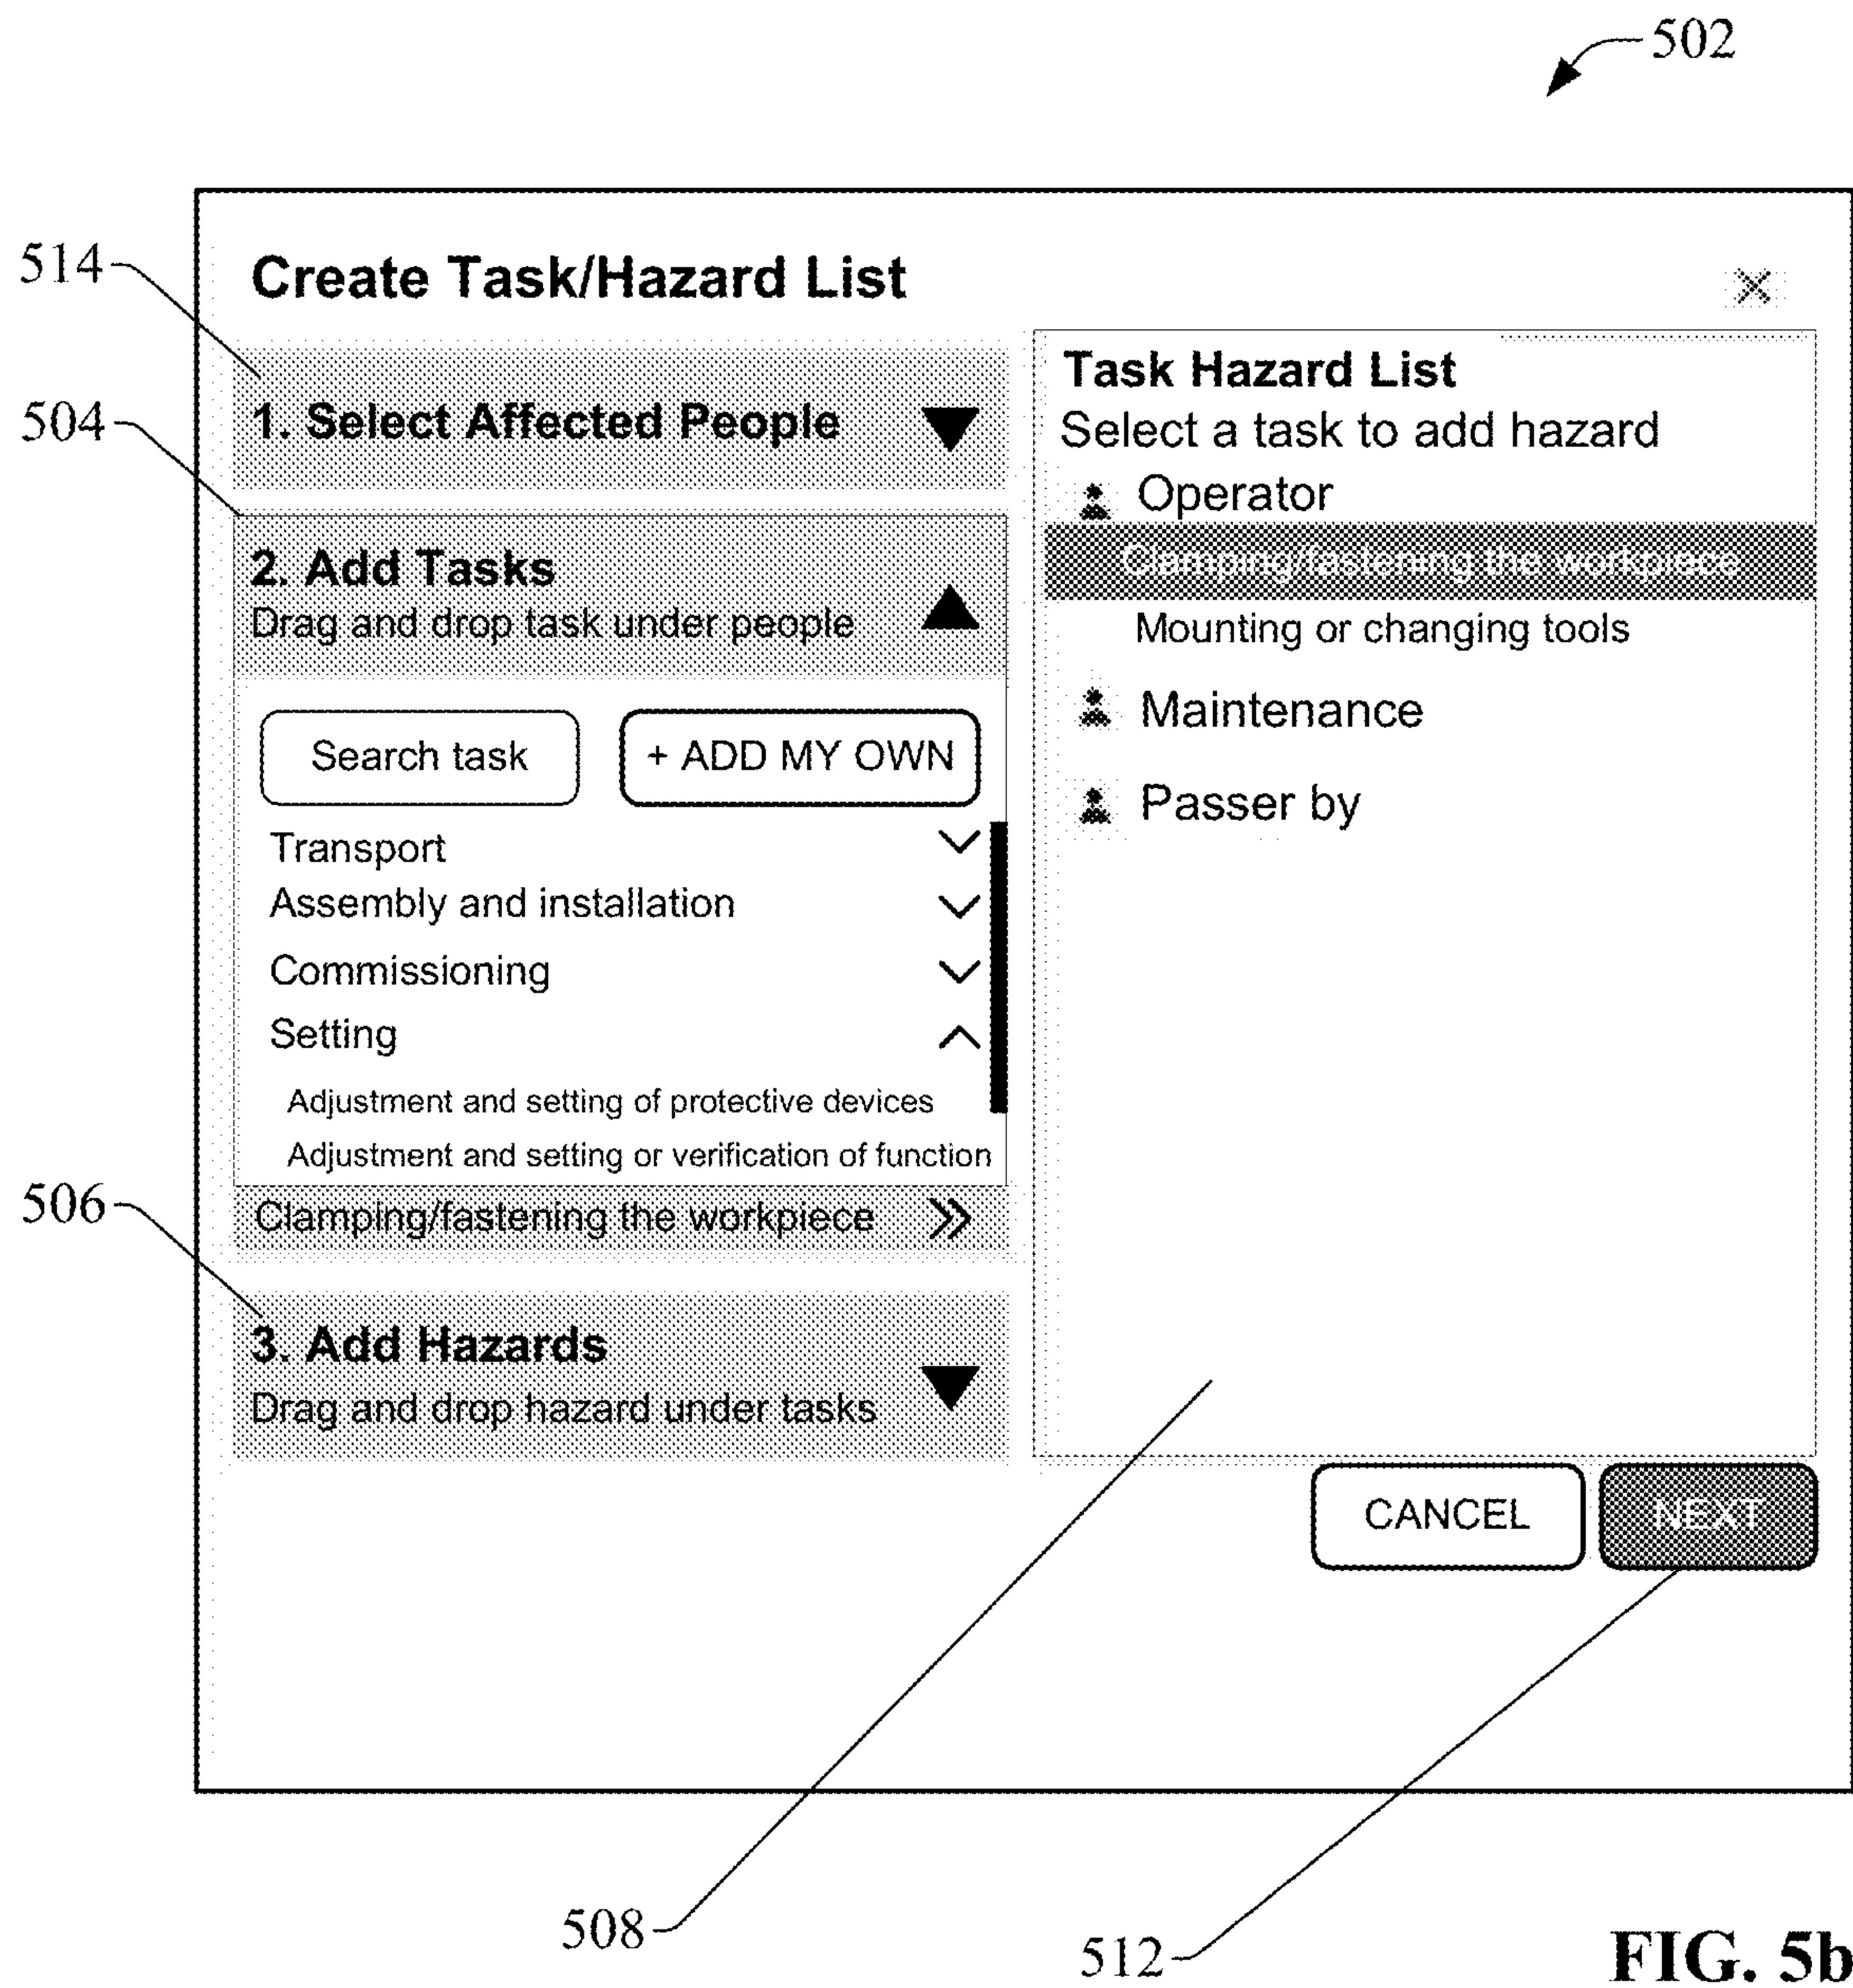 502
514
Create Task/Hazard List
504
1. Select Affected People
2. Add Tasks
Drag and drop task under people
Search task
+ ADD MY OWN
Transport
Assembly and installation
Commissioning
Setting
Adjustment and setting of protective devices
Adjustment and setting or verification of function
506
Clamping/fastening the workpiece
3. Add Hazards
Drag and drop hazard under tasks
Task Hazard List
Select a task to add hazard
Operator
Clamping/fastening the workpiece
Mounting or changing tools
Maintenance
Passer by
CANCEL
NEXT
508
512
FIG. 5b